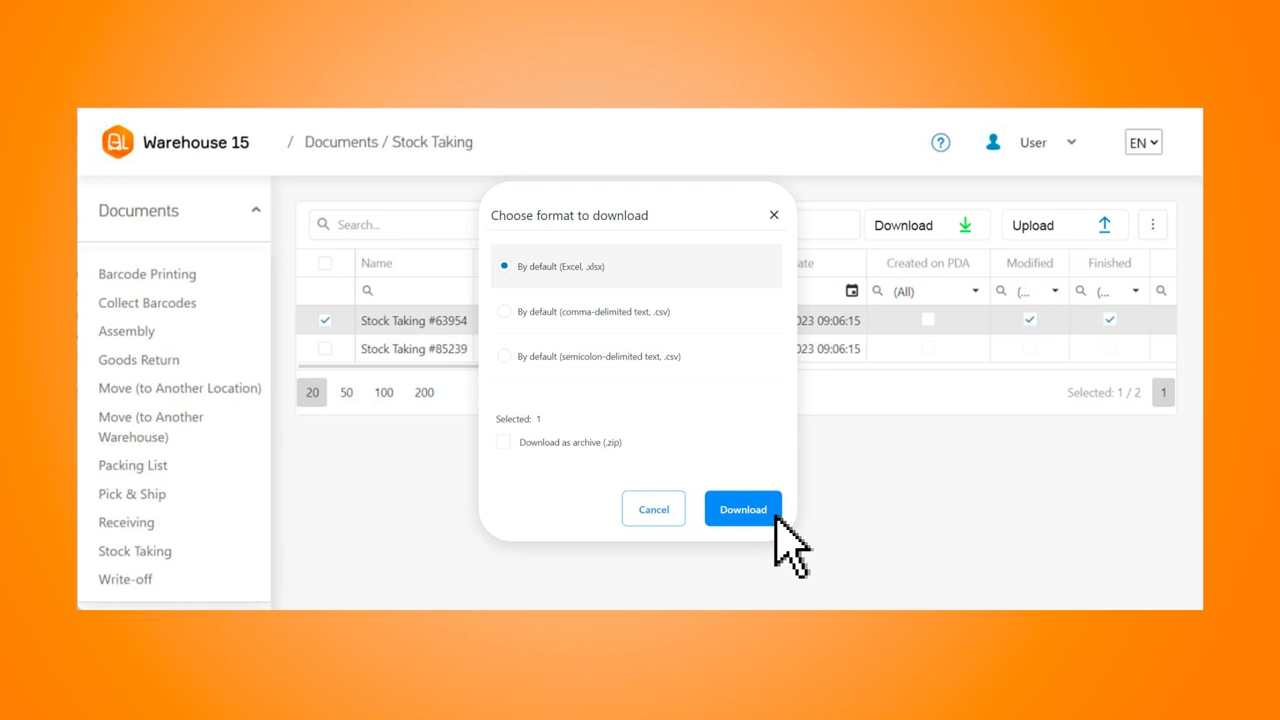 Warehouse 15
/ Documents / Stock Taking
?
User
EN
Documents
Barcode Printing
Collect Barcodes
Assembly
Goods Return
Move (to Another Location)
Move (to Another
Warehouse)
Packing List
Pick & Ship
Receiving
Stock Taking
Write-off
Search...
Download
Upload
Name
ate
Created on PDA
Modified
Finished
(All)
(...
(...
Stock Taking #63954
023 09:06:15
Stock Taking #85239
023 09:06:15
20
50
100
200
Selected: 1 / 2
1
Choose format to download
By default (Excel, .xlsx)
By default (comma-delimited text, .csv)
By default (semicolon-delimited text, .csv)
Selected: 1
Download as archive (.zip)
Cancel
Download